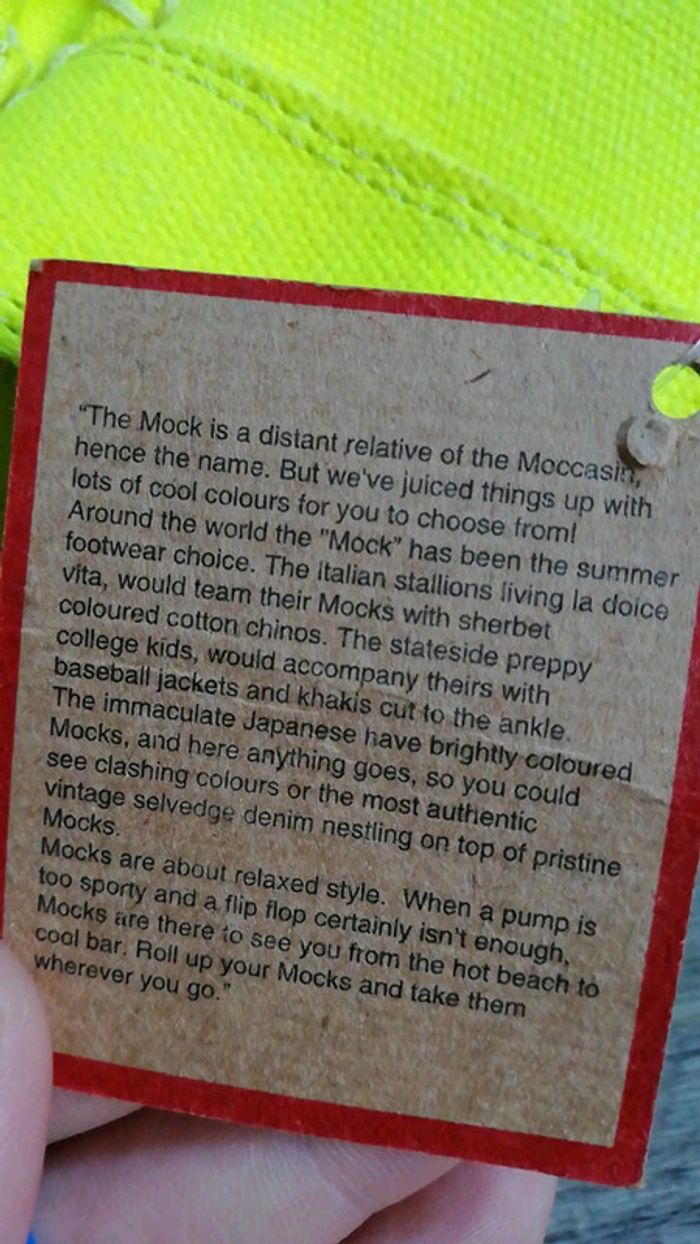 “The Mock is a distant relative of the Moccasin,
hence the name. But we've juiced things up with
lots of cool colours for you to choose from!
Around the world the "Mock” has been the summer
footwear choice. The Italian stallions living la dolce
vita, would team their Mocks with sherbet
coloured cotton chinos. The stateside preppy
college kids, would accompany theirs with
baseball jackets and khakis cut to the ankle.
The immaculate Japanese have brightly coloured
Mocks, and here anything goes, so you could
see clashing colours or the most authentic
vintage selvedge denim nestling on top of pristine
Mocks.
Mocks are about relaxed style. When a pump is
too sporty and a flip flop certainly isn't enough,
Mocks are there to see you from the hot beach to
cool bar. Roll up your Mocks and take them
wherever you go.”